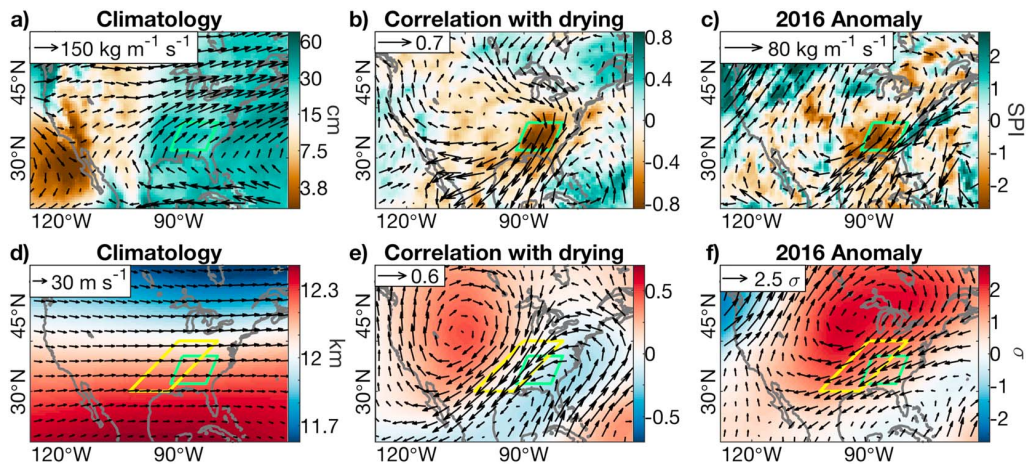 a) Climatology
150 kg m⁻¹ s⁻¹
45°N
30°N
120°W 90°W
60
30
15
7.5
3.8
cm
b) Correlation with drying
0.7
45°N
30°N
120°W 90°W
0.8
0.4
0
-0.4
-0.8
c) 2016 Anomaly
80 kg m⁻¹ s⁻¹
45°N
30°N
120°W 90°W
2
1
0
-1
-2
SPI
d) Climatology
30 m s⁻¹
45°N
30°N
120°W 90°W
12.3
12
11.7
km
e) Correlation with drying
0.6
45°N
30°N
120°W 90°W
0.5
0
-0.5
f) 2016 Anomaly
2.5 σ
45°N
30°N
120°W 90°W
2
1
0
-1
-2
σ